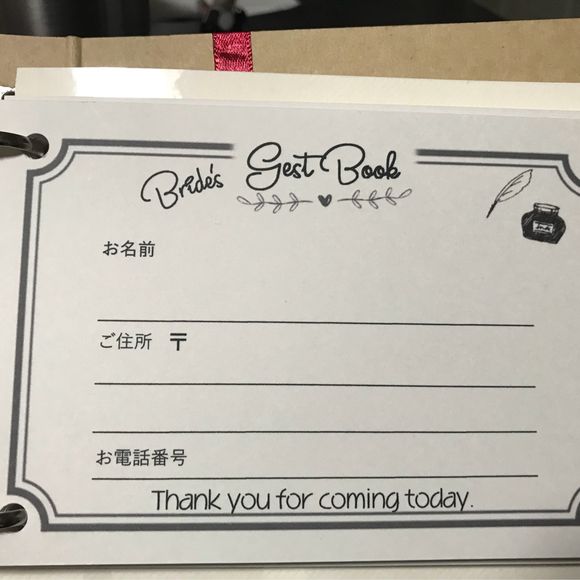 Bride's Gest Book
INK
お名前
ご住所 〒
お電話番号
Thank you for coming today.